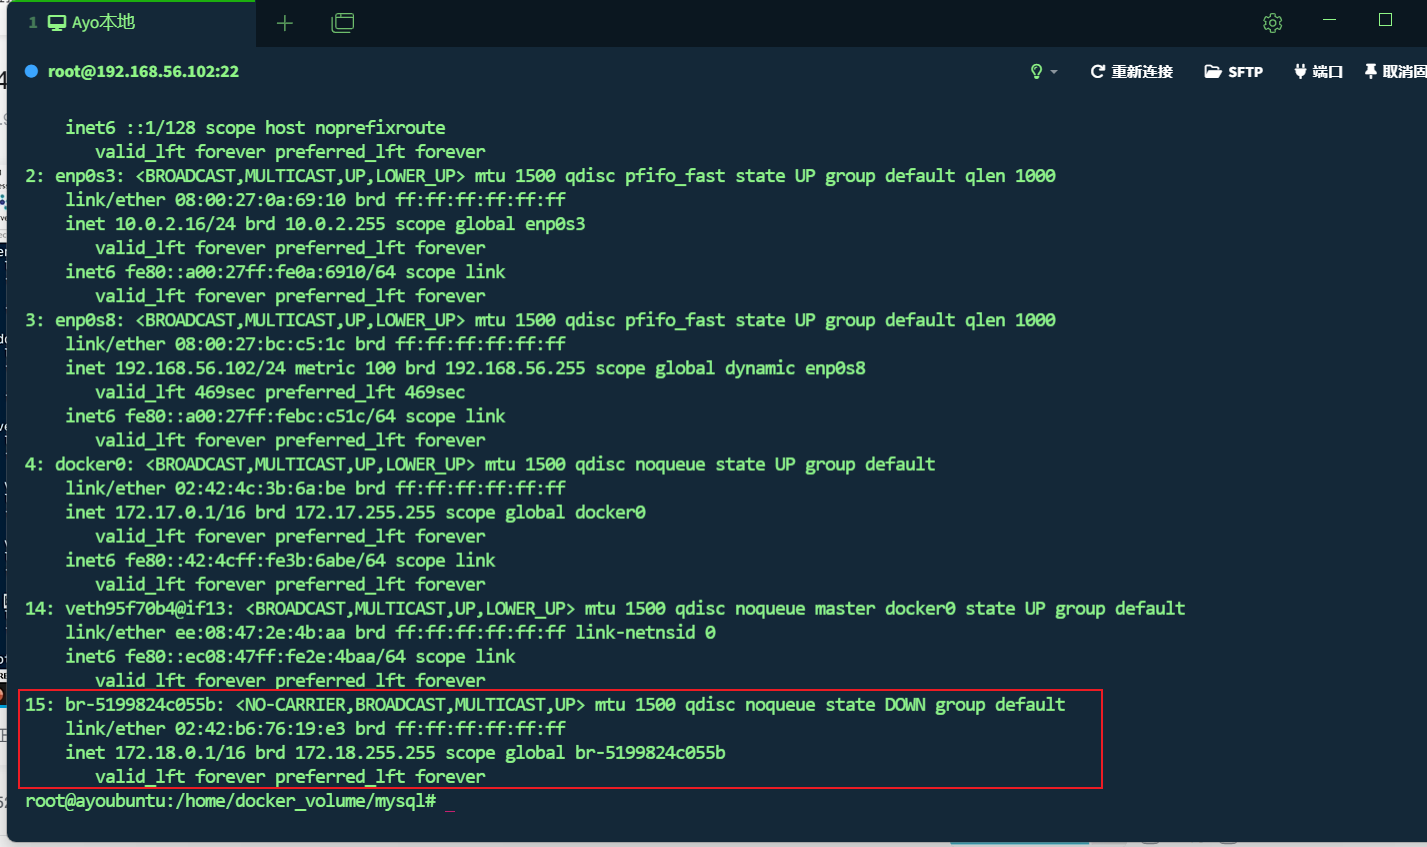 1 Ayo本地
root@192.168.56.102:22
重新连接 SFTP 端口 取消固
inet6 ::1/128 scope host noprefixroute
valid_lft forever preferred_lft forever
2: enp0s3: <BROADCAST,MULTICAST,UP,LOWER_UP> mtu 1500 qdisc pfifo_fast state UP group default qlen 1000
link/ether 08:00:27:0a:69:10 brd ff:ff:ff:ff:ff:ff
inet 10.0.2.16/24 brd 10.0.2.255 scope global enp0s3
valid_lft forever preferred_lft forever
inet6 fe80::a00:27ff:fe0a:6910/64 scope link
valid_lft forever preferred_lft forever
3: enp0s8: <BROADCAST,MULTICAST,UP,LOWER_UP> mtu 1500 qdisc pfifo_fast state UP group default qlen 1000
link/ether 08:00:27:bc:c5:1c brd ff:ff:ff:ff:ff:ff
inet 192.168.56.102/24 metric 100 brd 192.168.56.255 scope global dynamic enp0s8
valid_lft 469sec preferred_lft 469sec
inet6 fe80::a00:27ff:febc:c51c/64 scope link
valid_lft forever preferred_lft forever
4: docker0: <BROADCAST,MULTICAST,UP,LOWER_UP> mtu 1500 qdisc noqueue state UP group default
link/ether 02:42:4c:3b:6a:be brd ff:ff:ff:ff:ff:ff
inet 172.17.0.1/16 brd 172.17.255.255 scope global docker0
valid_lft forever preferred_lft forever
inet6 fe80::42:4cff:fe3b:6abe/64 scope link
valid_lft forever preferred_lft forever
14: veth95f70b4@if13: <BROADCAST,MULTICAST,UP,LOWER_UP> mtu 1500 qdisc noqueue master docker0 state UP group default
link/ether ee:08:47:2e:4b:aa brd ff:ff:ff:ff:ff:ff link-netnsid 0
inet6 fe80::ec08:47ff:fe2e:4baa/64 scope link
valid_lft forever preferred_lft forever
15: br-5199824c055b: <NO-CARRIER,BROADCAST,MULTICAST,UP> mtu 1500 qdisc noqueue state DOWN group default
link/ether 02:42:b6:76:19:e3 brd ff:ff:ff:ff:ff:ff
inet 172.18.0.1/16 brd 172.18.255.255 scope global br-5199824c055b
valid_lft forever preferred_lft forever
root@ayoubuntu:/home/docker_volume/mysql# _